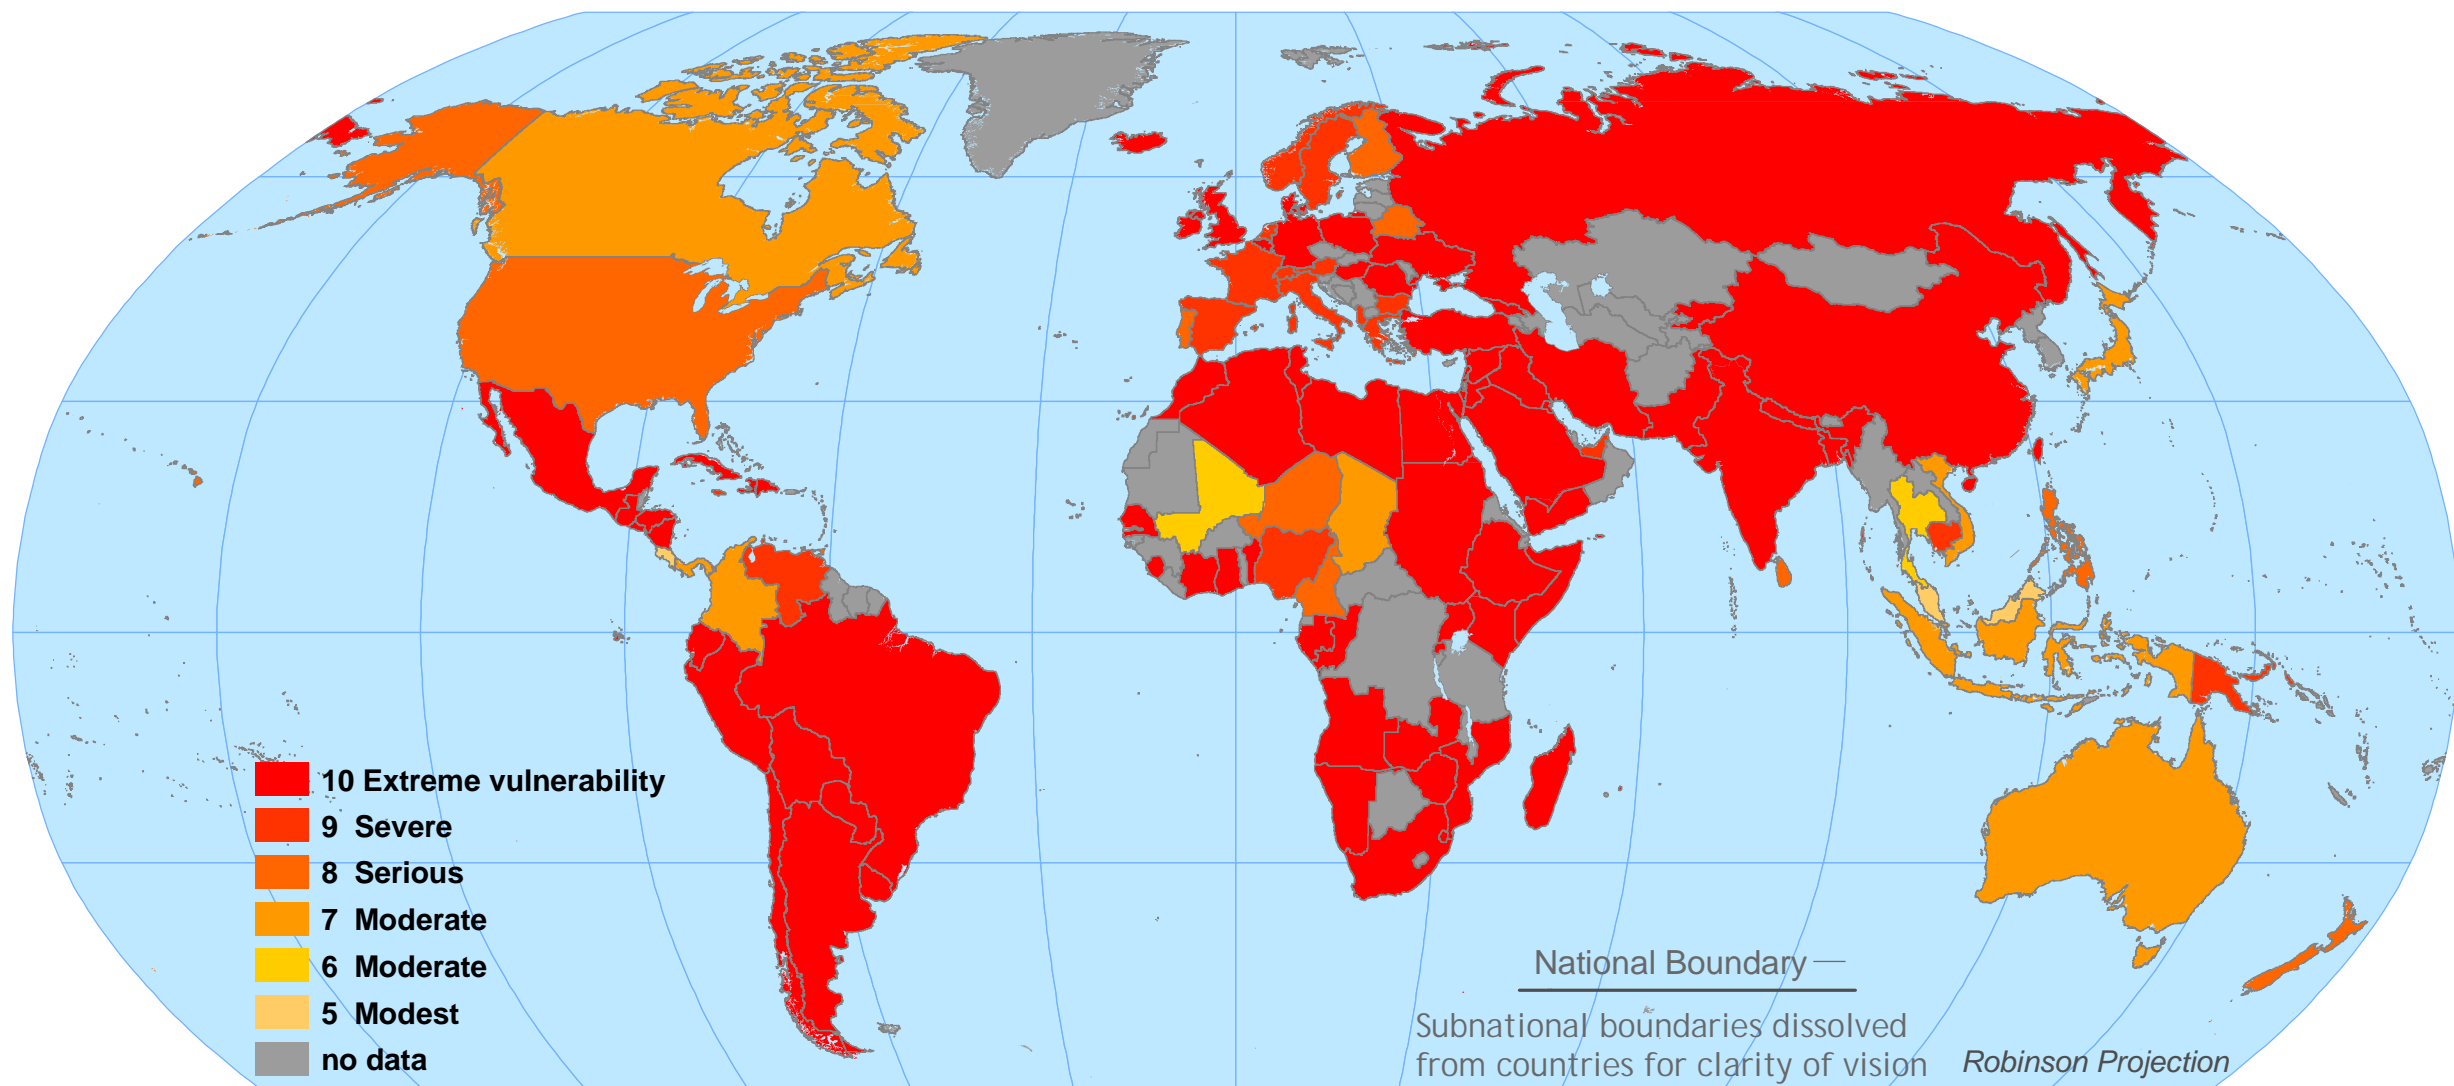 10 Extreme vulnerability
9 Severe
8 Serious
7 Moderate
6 Moderate
5 Modest
no data
National Boundary
Subnational boundaries dissolved
from countries for clarity of vision
Robinson Projection